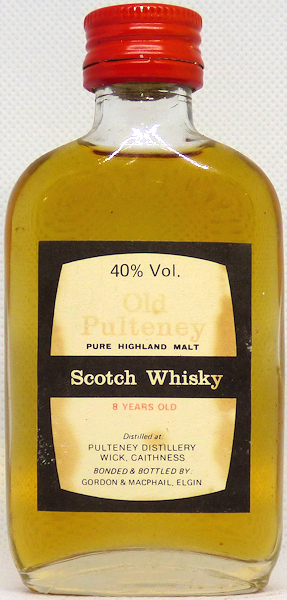 40% Vol.
Old
Pulteney
PURE HIGHLAND MALT
Scotch Whisky
8 YEARS OLD
Distilled at:
PULTENEY DISTILLERY
WICK, CAITHNESS
BONDED & BOTTLED BY:
GORDON & MACPHAIL, ELGIN